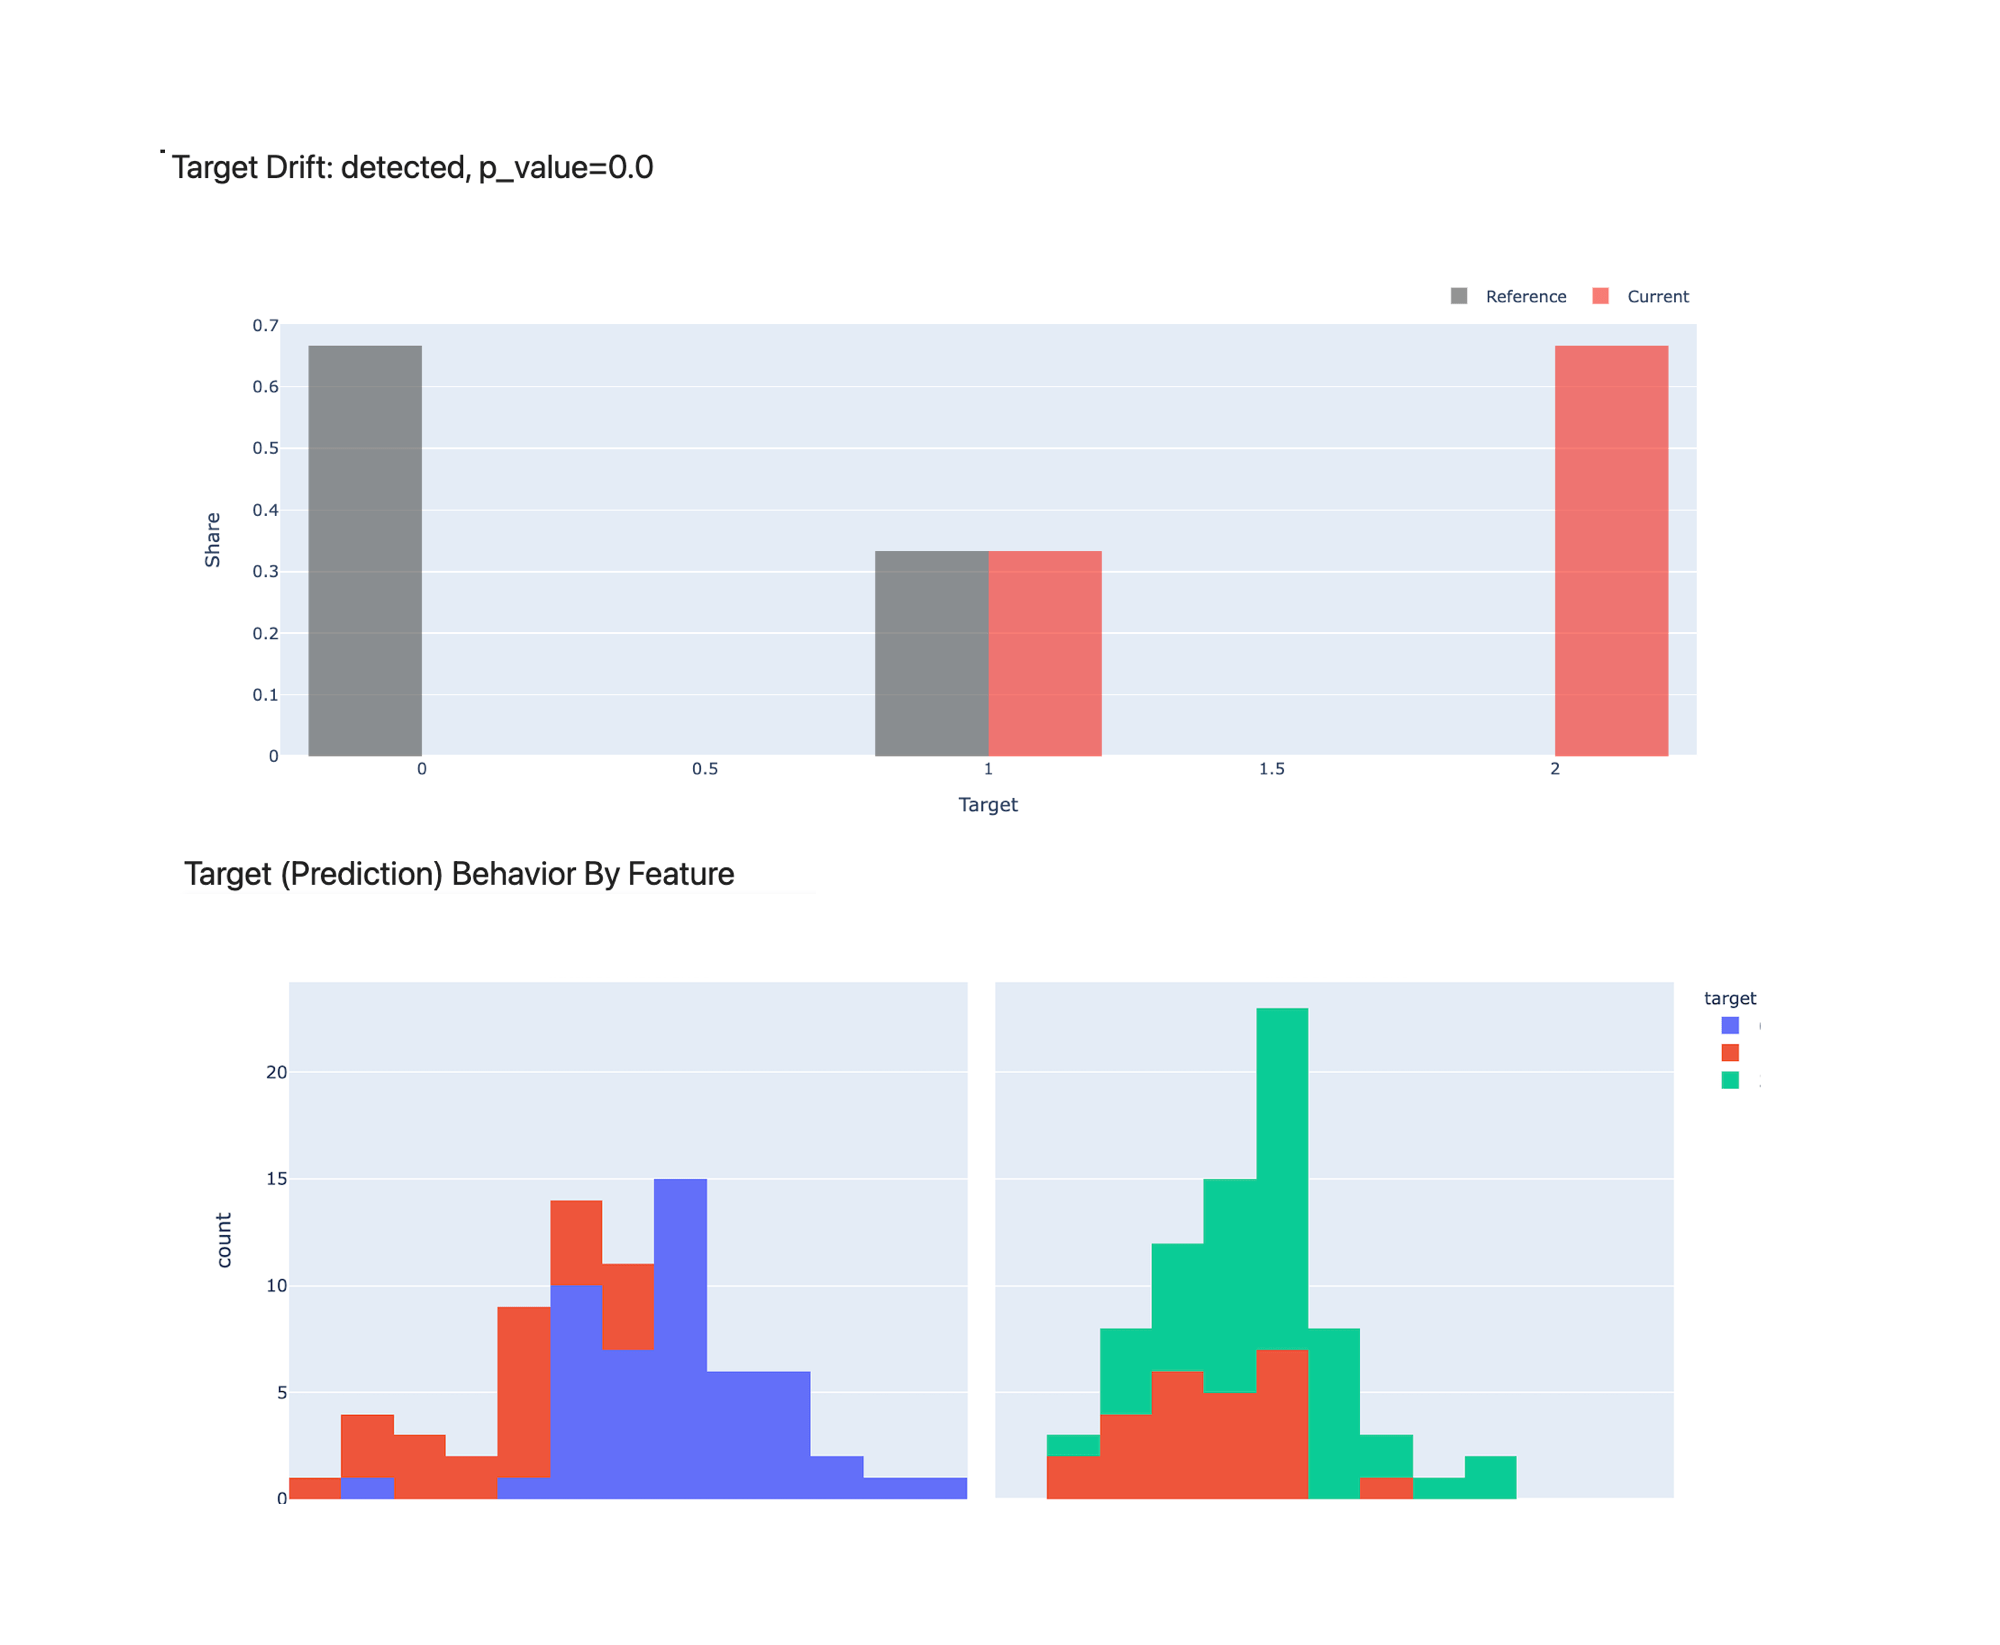 Target Drift: detected, p_value=0.0
Reference Current
0.7
0.6
0.5
0.4
0.3
0.2
0.1
0
Share
0 0.5 1 1.5 2
Target
Target (Prediction) Behavior By Feature
target
20
15
10
5
0
count